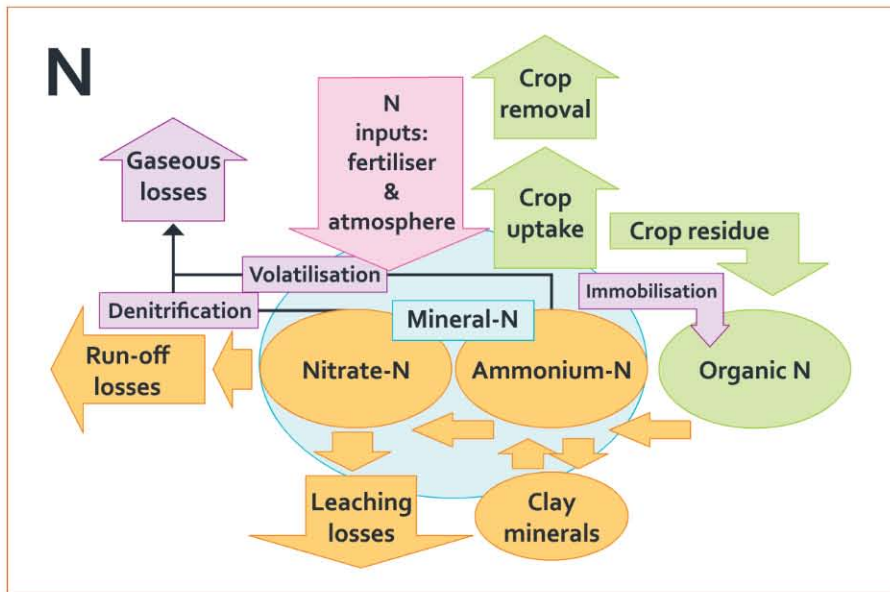 N
Crop
removal
N
inputs:
fertiliser
&
atmosphere
Gaseous
losses
Crop
uptake
Crop residue
Volatilisation
Immobilisation
Denitrification
Mineral-N
Run-off
losses
Nitrate-N
Ammonium-N
Organic N
Leaching
losses
Clay
minerals